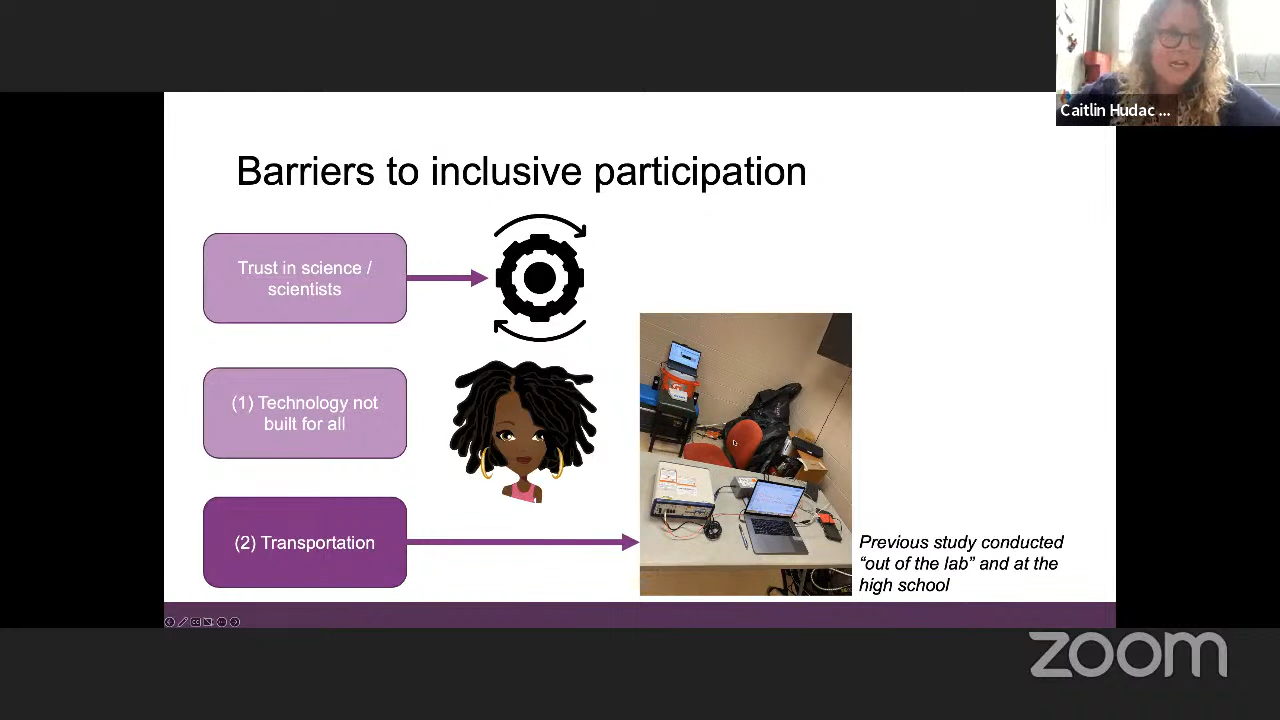 Caitlin Hudac ...
Barriers to inclusive participation
Trust in science /
scientists
(1) Technology not
built for all
(2) Transportation
Previous study conducted
“out of the lab” and at the
high school
zoom